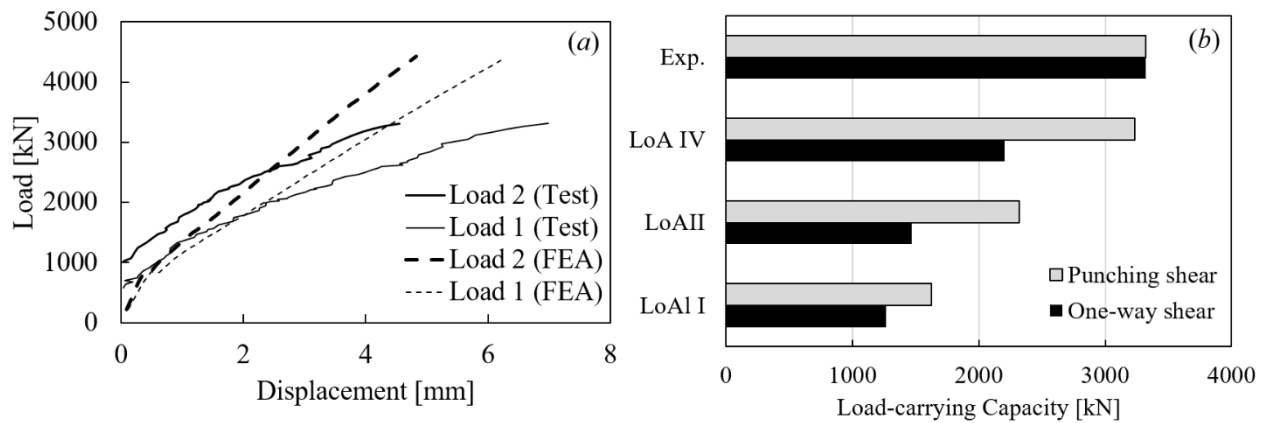 (a)
5000
4000
3000
2000
1000
0
Load [kN]
Load 2 (Test)
Load 1 (Test)
Load 2 (FEA)
Load 1 (FEA)
0 2 4 6 8
Displacement [mm]
(b)
Exp.
LoA IV
LoAII
LoAl I
Punching shear
One-way shear
0 1000 2000 3000 4000
Load-carrying Capacity [kN]